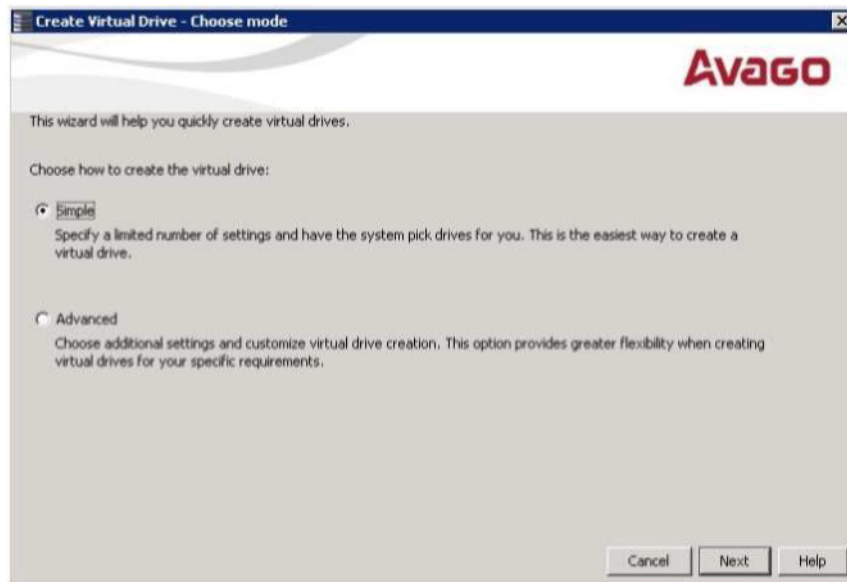 Create Virtual Drive - Choose mode
Avago
This wizard will help you quickly create virtual drives.
Choose how to create the virtual drive:
Simple
Specify a limited number of settings and have the system pick drives for you. This is the easiest way to create a
virtual drive.
Advanced
Choose additional settings and customize virtual drive creation. This option provides greater flexibility when creating
virtual drives for your specific requirements.
Cancel Next Help